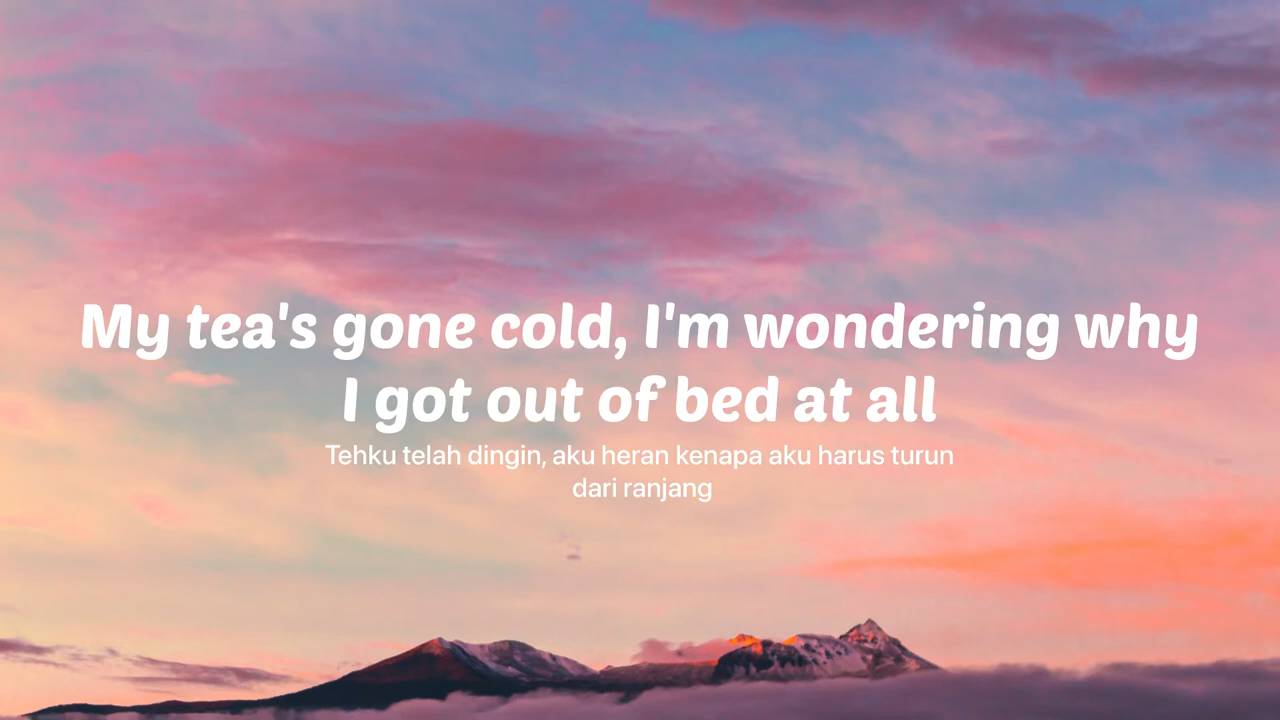 My tea's gone cold, I'm wondering why
I got out of bed at all
Tehku telah dingin, aku heran kenapa aku harus turun
dari ranjang